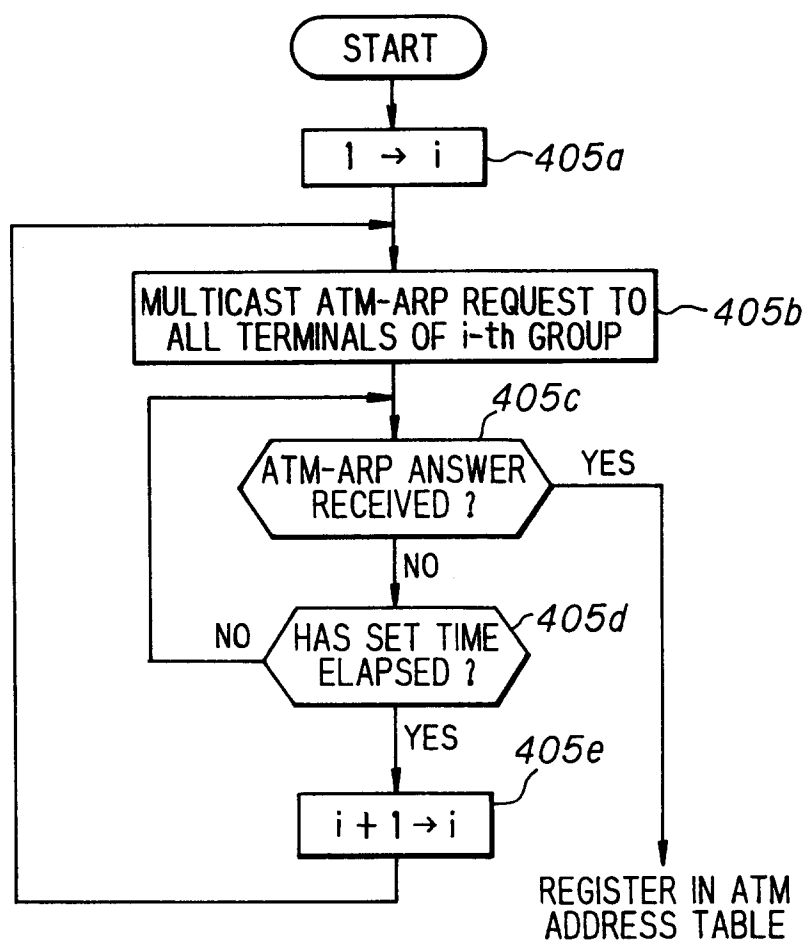 START
1 → i
405a
MULTICAST ATM-ARP REQUEST TO
ALL TERMINALS OF i-th GROUP
405b
405c
ATM-ARP ANSWER
RECEIVED ?
YES
NO
405d
HAS SET TIME
ELAPSED ?
NO
YES
405e
i + 1 → i
REGISTER IN ATM
ADDRESS TABLE